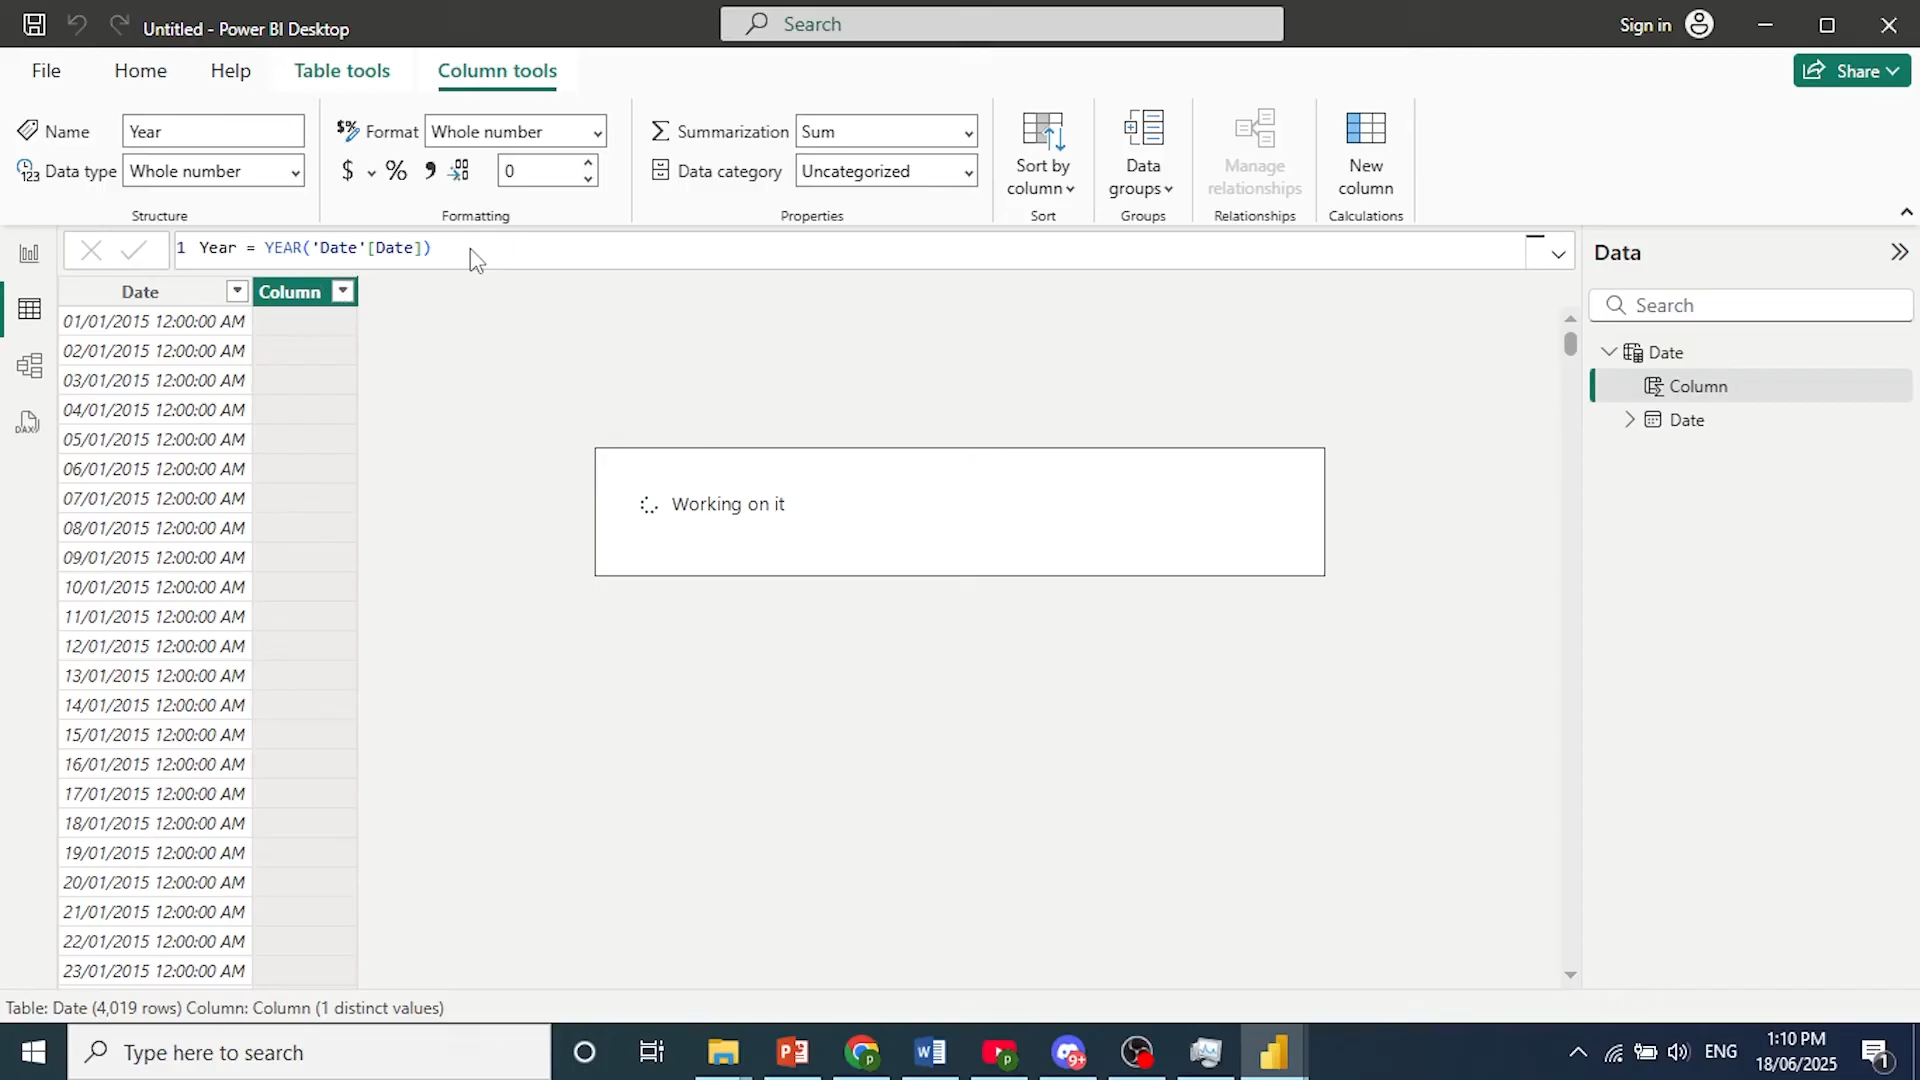 Untitled - Power BI Desktop
Search
Sign in
File
Home
Help
Table tools
Column tools
Share
Name
Year
Format
Whole number
Summarization
Sum
Data type
Whole number
$
%
0
Data category
Uncategorized
Sort by
column
Data
groups
Manage
relationships
New
column
Structure
Formatting
Properties
Sort
Groups
Relationships
Calculations
1 Year = YEAR('Date'[Date])
Data
Date
Column
Search
01/01/2015 12:00:00 AM
02/01/2015 12:00:00 AM
03/01/2015 12:00:00 AM
04/01/2015 12:00:00 AM
05/01/2015 12:00:00 AM
06/01/2015 12:00:00 AM
07/01/2015 12:00:00 AM
08/01/2015 12:00:00 AM
09/01/2015 12:00:00 AM
10/01/2015 12:00:00 AM
11/01/2015 12:00:00 AM
12/01/2015 12:00:00 AM
13/01/2015 12:00:00 AM
14/01/2015 12:00:00 AM
15/01/2015 12:00:00 AM
16/01/2015 12:00:00 AM
17/01/2015 12:00:00 AM
18/01/2015 12:00:00 AM
19/01/2015 12:00:00 AM
20/01/2015 12:00:00 AM
21/01/2015 12:00:00 AM
22/01/2015 12:00:00 AM
23/01/2015 12:00:00 AM
Working on it
Date
Column
Date
Table: Date (4,019 rows) Column: Column (1 distinct values)
Type here to search
ENG
1:10 PM
18/06/2025